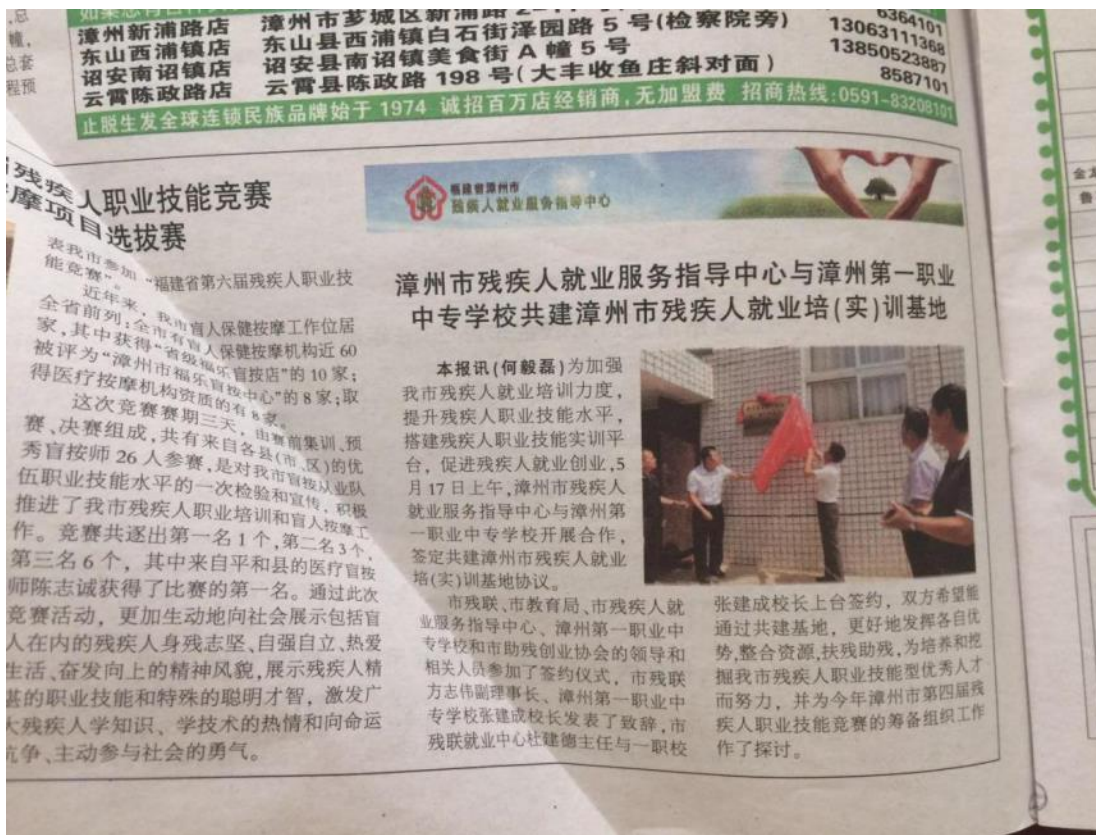 总
幢，
总套
程预
漳州新浦路店 漳州市芗城区新浦路
6364101
东山西埔镇店 东山县西浦镇白石街泽园路 5 号(检察院旁) 13063111368
诏安南诏镇店 诏安县南诏镇美食街 A 幢 5 号 13850523887
云霄陈政路店 云霄县陈政路 198 号(大丰收鱼庄斜对面) 8587101
止脱生发全球连锁民族品牌始于 1974 诚招百万店经销商,无加盟费 招商热线:0591-83208101
残疾人职业技能竞赛
摩项目选拔赛
表我市参加“福建省第六届残疾人职业技
能竞赛”。
近年来，我市盲人保健按摩工作位居
全省前列;全市有盲人保健按摩机构近 60
家,其中获得“省级福乐盲按店”的 10 家;
被评为“漳州市福乐盲按中心”的 8 家;取
得医疗按摩机构资质的有 8 家。
这次竞赛赛期三天，由赛前集训、预
赛、决赛组成,共有来自各县(市、区)的优
秀盲按师 26 人参赛,是对我市盲按从业队
伍职业技能水平的一次检验和宣传，积极
推进了我市残疾人职业培训和盲人按摩工
作。竞赛共逐出第一名 1 个,第二名 3 个,
第三名 6 个，其中来自平和县的医疗盲按
师陈志诚获得了比赛的第一名。通过此次
竞赛活动，更加生动地向社会展示包括盲
人在内的残疾人身残志坚、自强自立、热爱
生活、奋发向上的精神风貌,展示残疾人精
湛的职业技能和特殊的聪明才智，激发广
大残疾人学知识、学技术的热情和向命运
抗争、主动参与社会的勇气。
福建省漳州市
残疾人就业服务指导中心
漳州市残疾人就业服务指导中心与漳州第一职业
中专学校共建漳州市残疾人就业培(实)训基地
本报讯(何毅磊)为加强
我市残疾人就业培训力度，
提升残疾人职业技能水平，
搭建残疾人职业技能实训平
台，促进残疾人就业创业,5
月 17 日上午,漳州市残疾人
就业服务指导中心与漳州第
一职业中专学校开展合作，
签定共建漳州市残疾人就业
培(实)训基地协议。
市残联、市教育局、市残疾人就
业服务指导中心、漳州第一职业中
专学校和市助残创业协会的领导和
相关人员参加了签约仪式，市残联
方志伟副理事长、漳州第一职业中
专学校张建成校长发表了致辞，市
残联就业中心杜建德主任与一职校
张建成校长上台签约，双方希望能
通过共建基地，更好地发挥各自优
势,整合资源,扶残助残,为培养和挖
掘我市残疾人职业技能型优秀人才
而努力，并为今年漳州市第四届残
疾人职业技能竞赛的筹备组织工作
作了探讨。